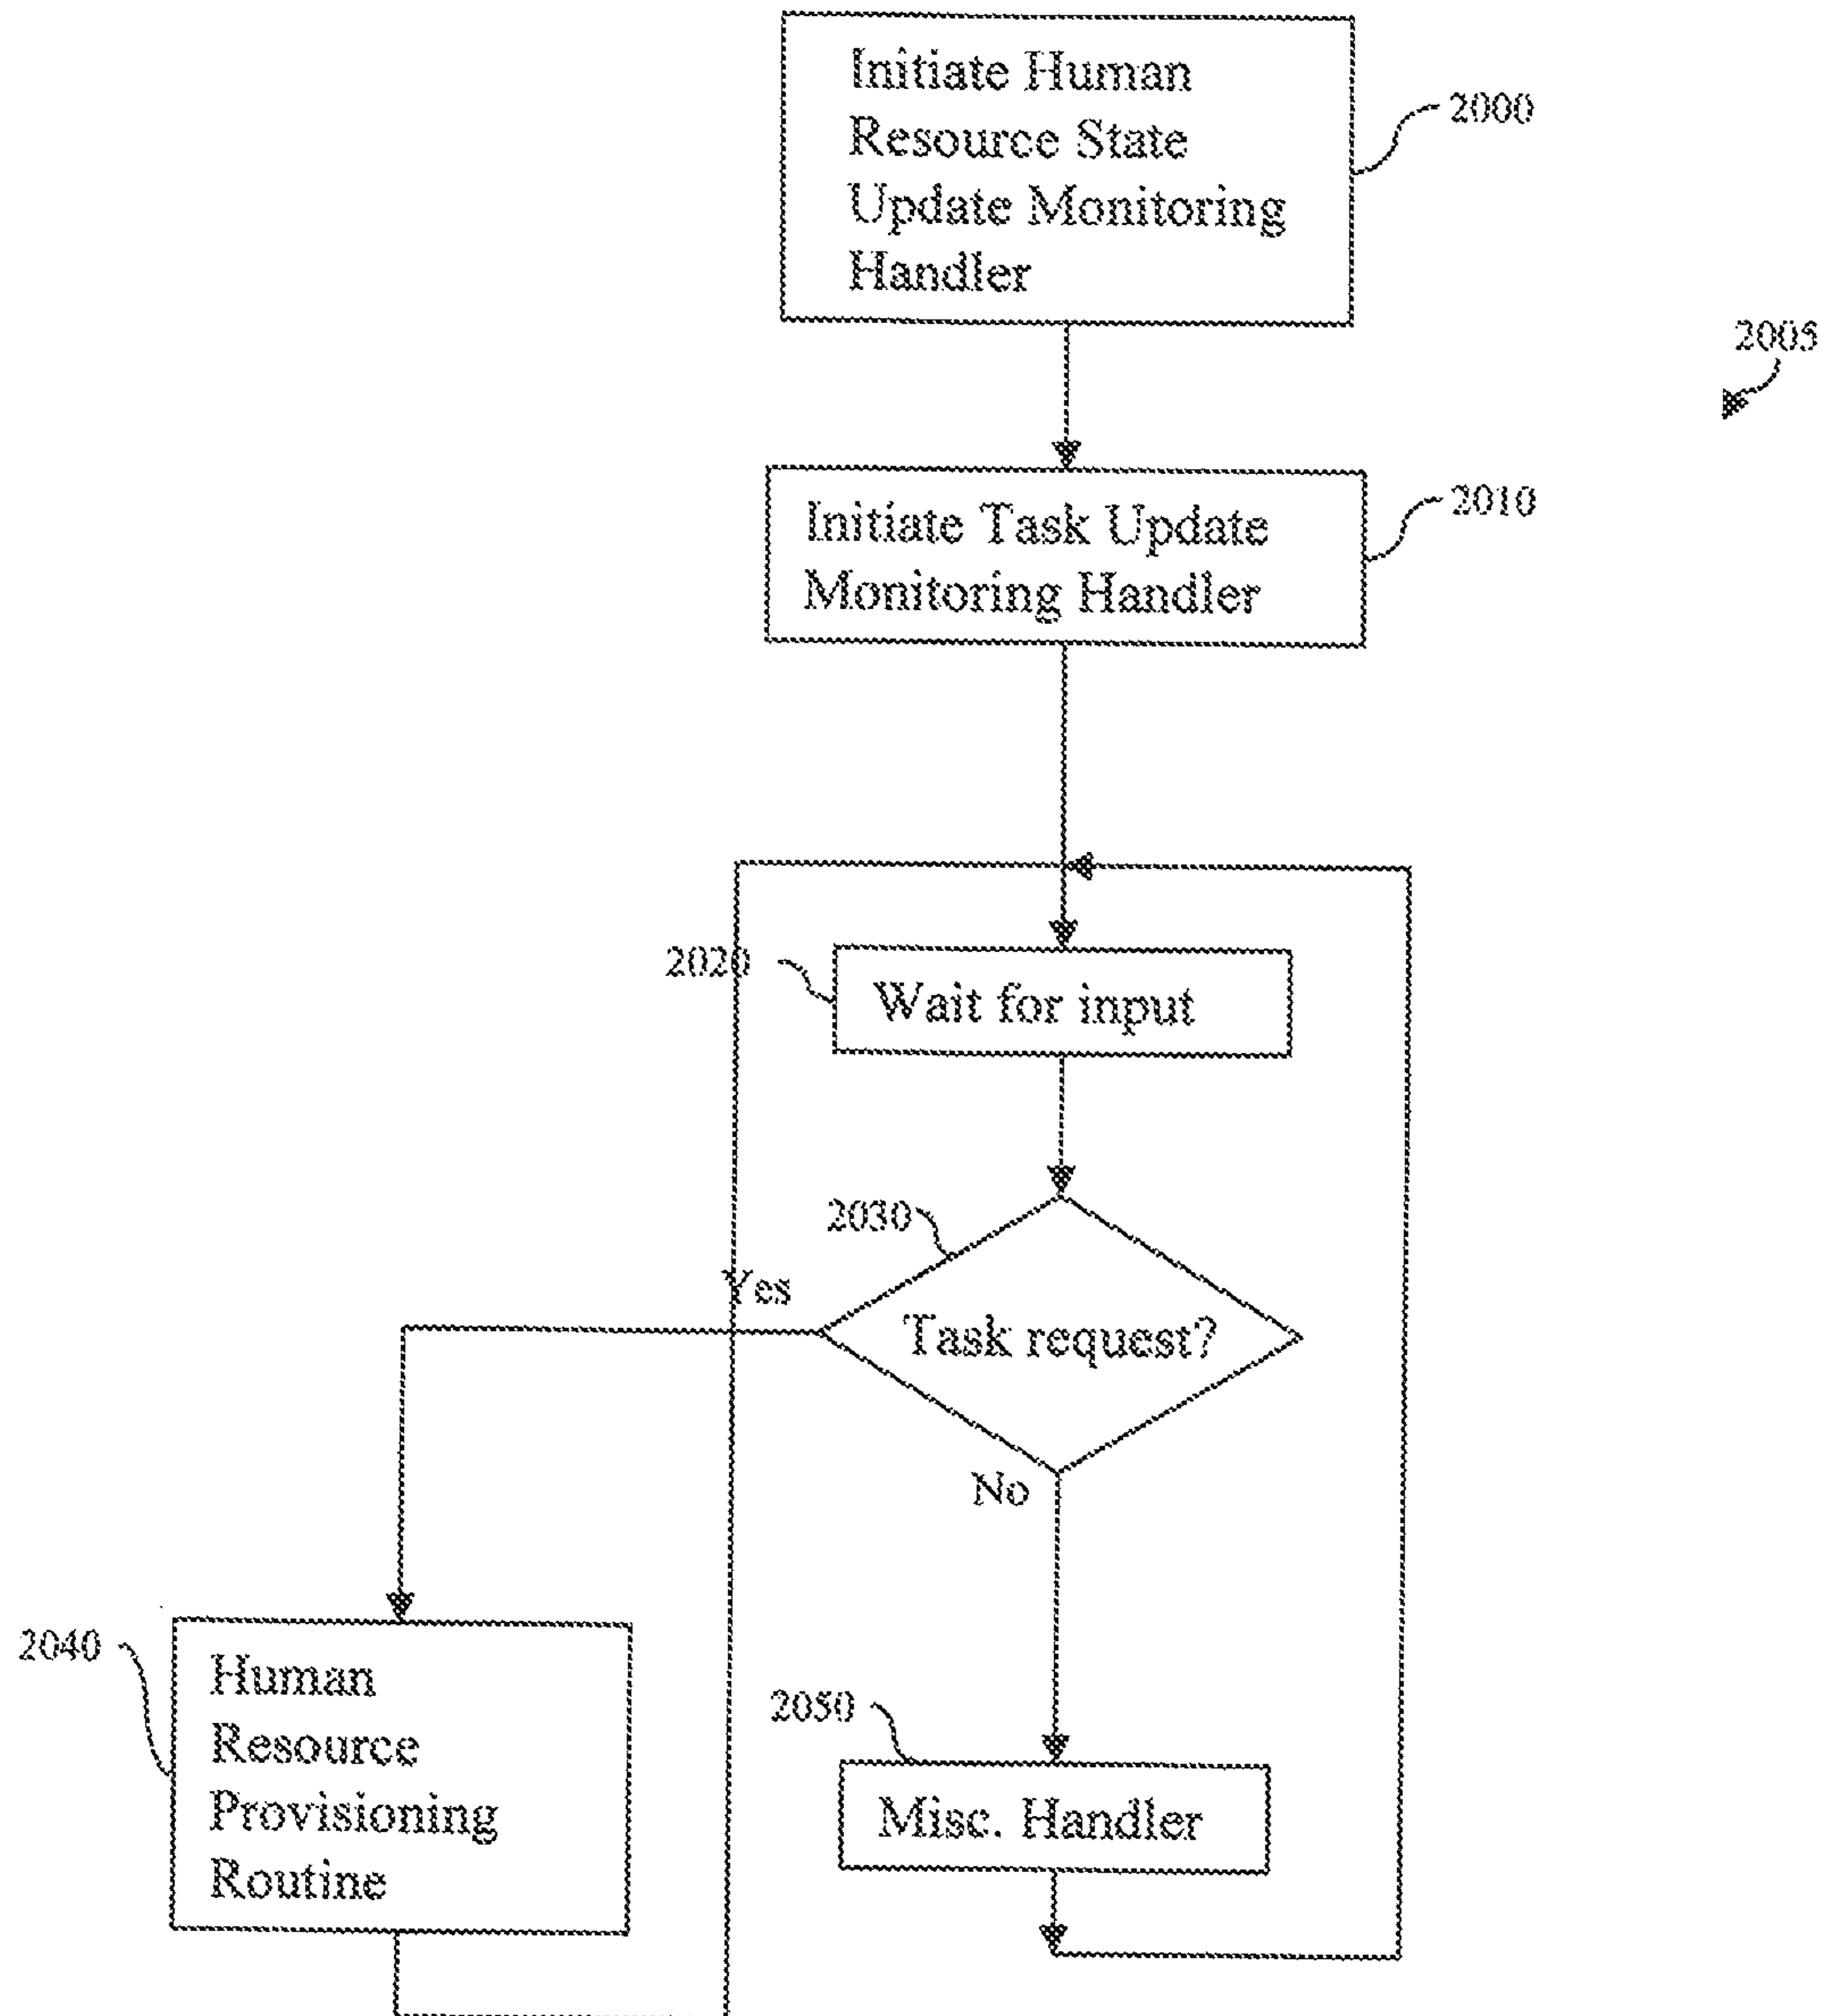 Initiate Human
Resource State
Update Monitoring
Handler
2000
2005
Initiate Task Update
Monitoring Handler
2010
2020
Wait for input
2030
Yes
Task request?
No
2040
Human
Resource
Provisioning
Routine
2050
Misc. Handler